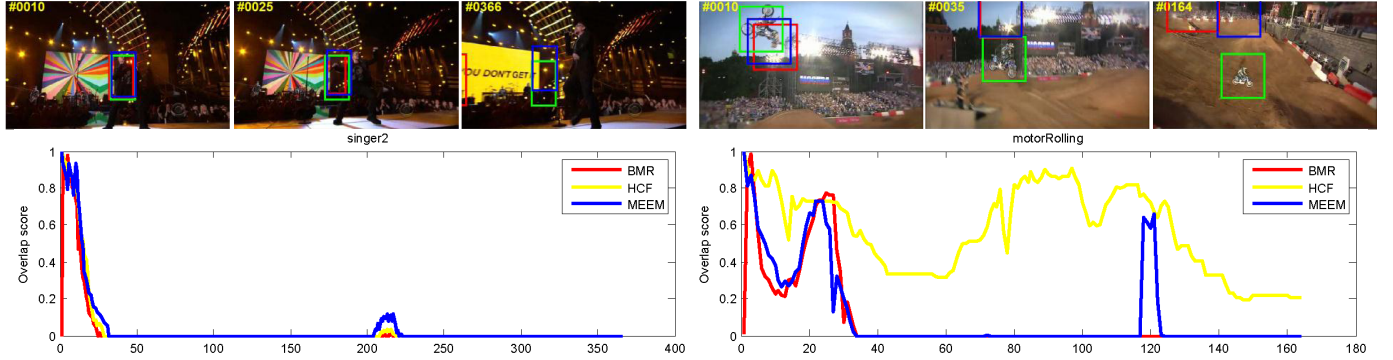 #0010
#0025
#0366
YOU DON'T GET I
#0010
#0035
#0164
singer2
motorRolling
1
0.8
0.6
0.4
0.2
0
Overlap score
0 50 100 150 200 250 300 350 400
BMR
HCF
MEEM
1
0.8
0.6
0.4
0.2
0
Overlap score
0 20 40 60 80 100 120 140 160 180
BMR
HCF
MEEM